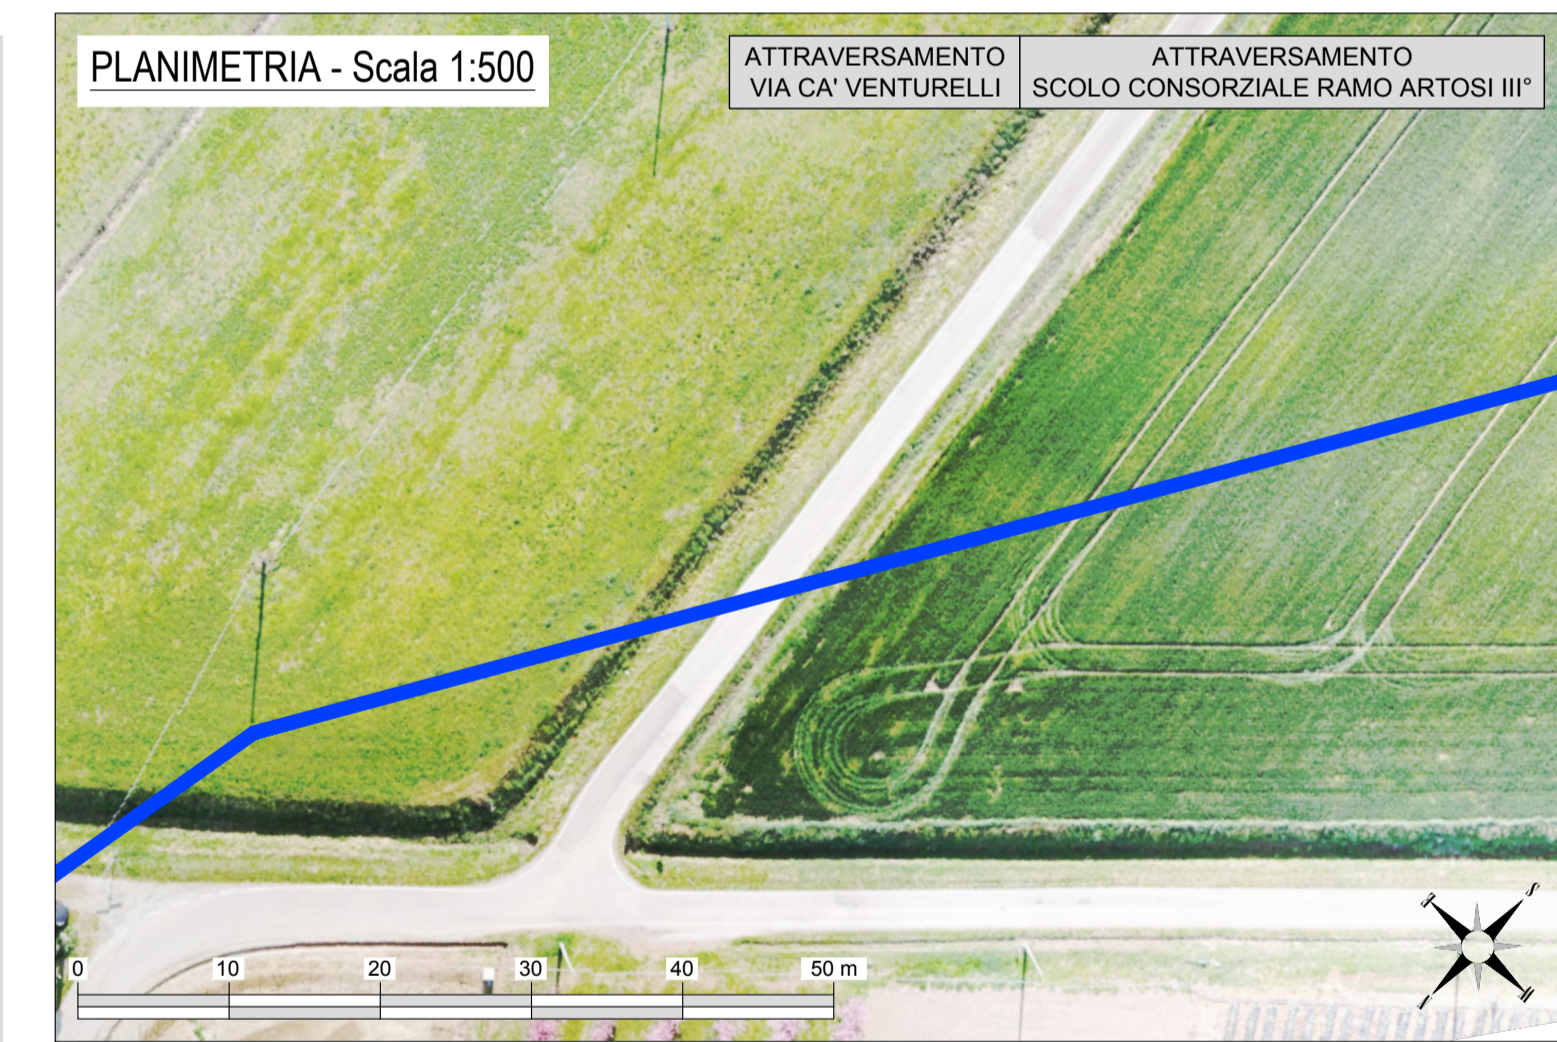 PLANIMETRIA - Scala 1:500
ATTRAVERSAMENTO
VIA CA' VENTURELLI
ATTRAVERSAMENTO
SCOLO CONSORZIALE RAMO ARTOSI III°
0 10 20 30 40 50 m
S